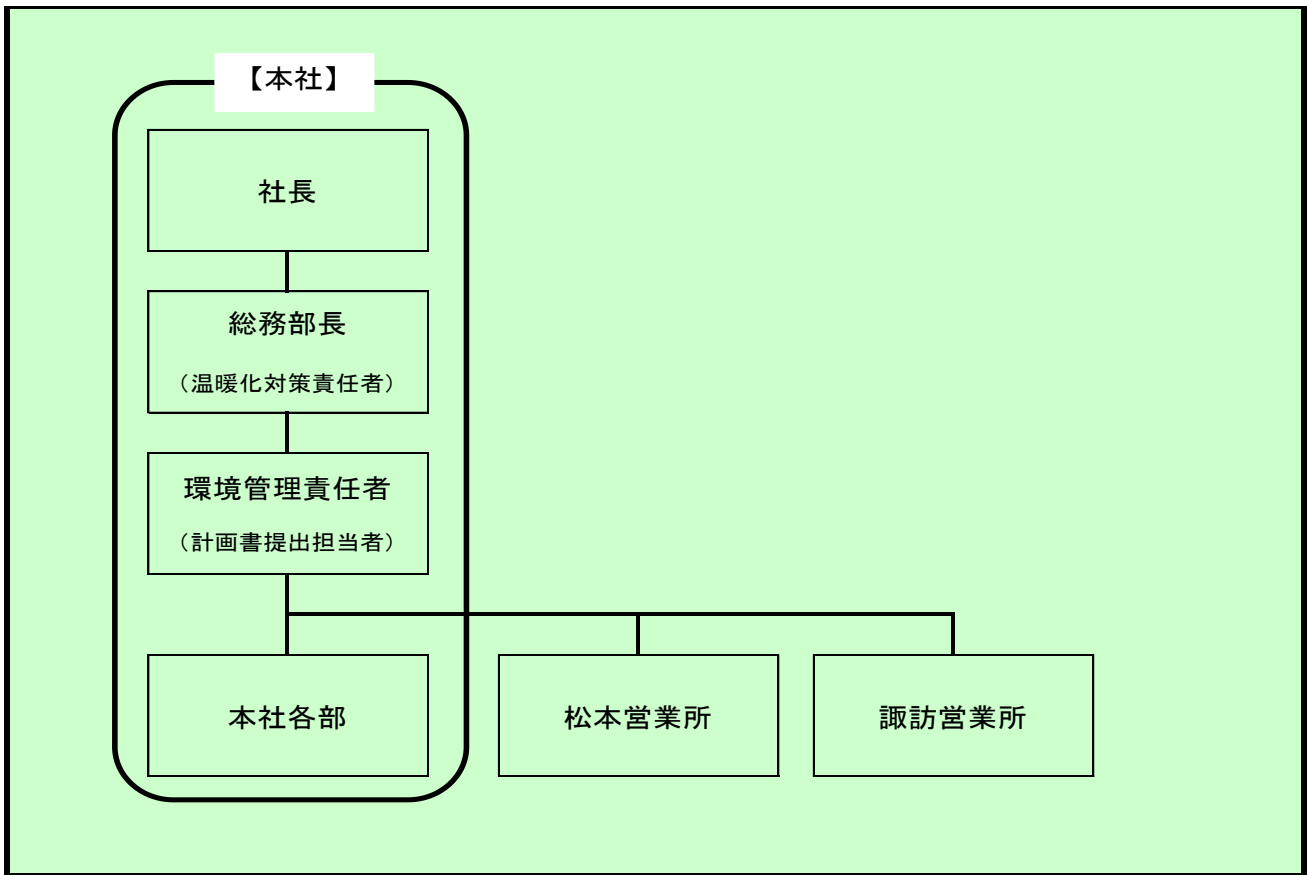 【本社】
社長
総務部長
（温暖化対策責任者）
環境管理責任者
（計画書提出担当者）
本社各部
松本営業所
諏訪営業所